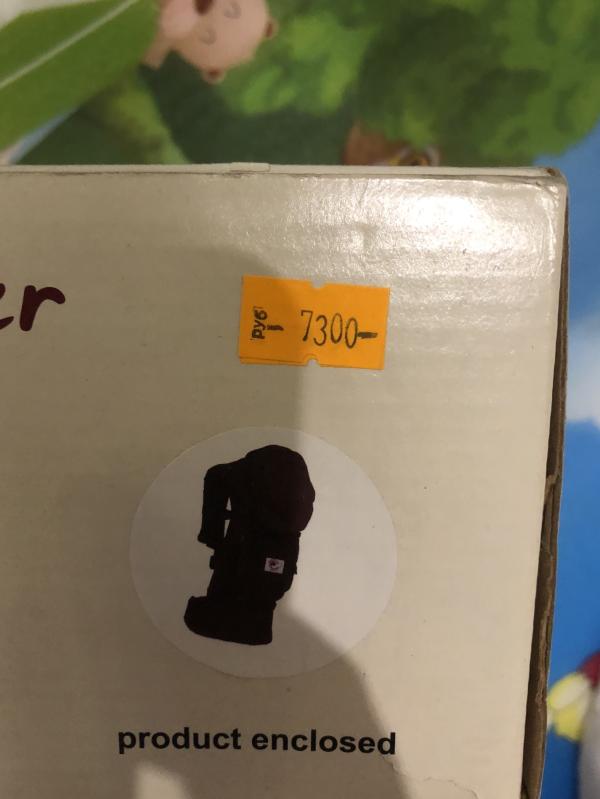 er
руб 7300-
product enclosed